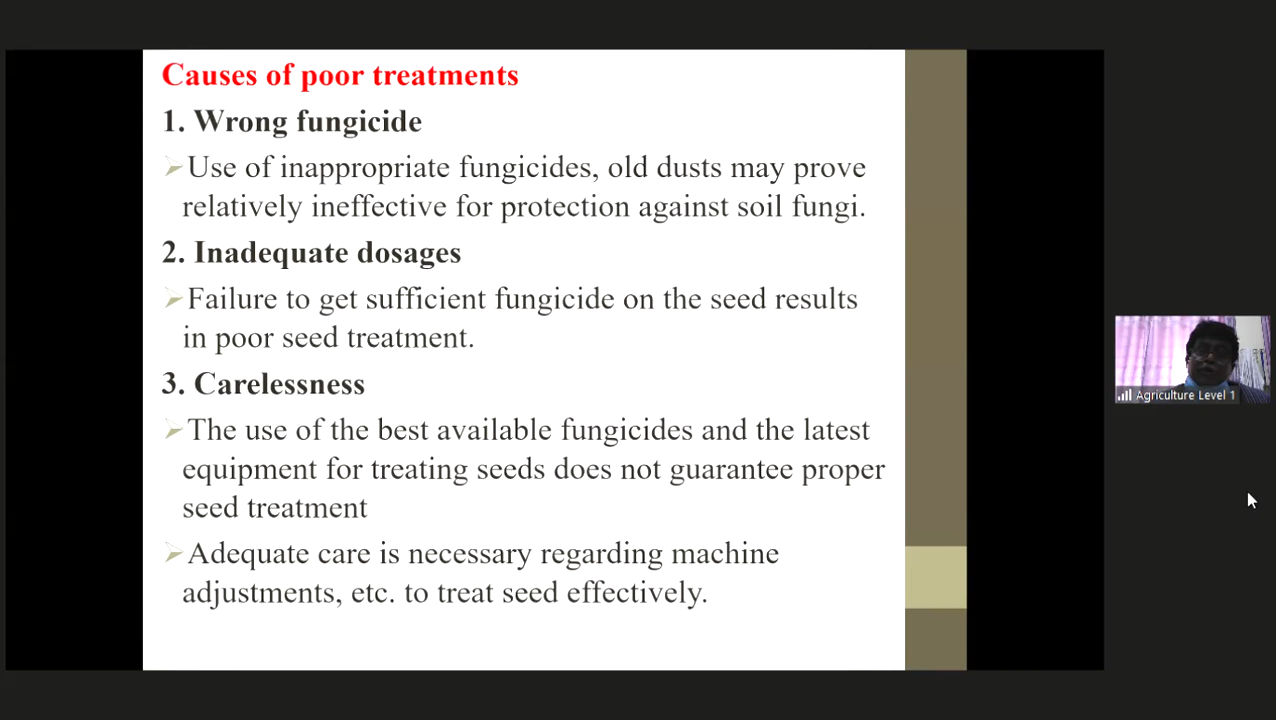 Causes of poor treatments
1. Wrong fungicide
Use of inappropriate fungicides, old dusts may prove
relatively ineffective for protection against soil fungi.
2. Inadequate dosages
Failure to get sufficient fungicide on the seed results
in poor seed treatment.
3. Carelessness
The use of the best available fungicides and the latest
equipment for treating seeds does not guarantee proper
seed treatment
Adequate care is necessary regarding machine
adjustments, etc. to treat seed effectively.
Agriculture Level 1